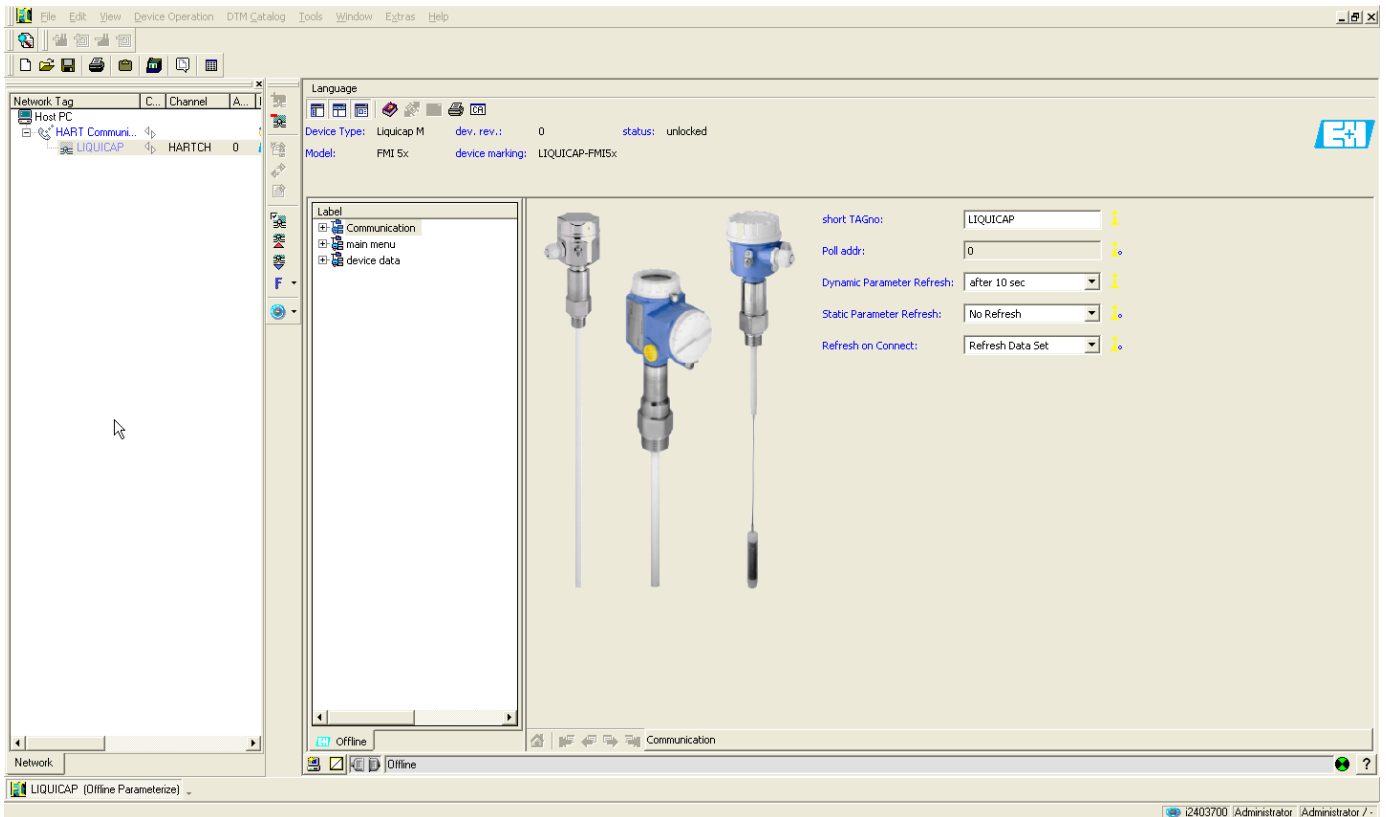 File Edit View Device Operation DTM Catalog Tools Window Extras Help
Language
Network Tag C... Channel A...
Host PC
HART Communi...
LIQUICAP HARTCH 0
CA
Device Type: Liquicap M dev. rev.: 0 status: unlocked
Model: FMI 5x device marking: LIQUICAP-FMI5x
E+H
Label
Communication
main menu
device data
F
short TAGno: LIQUICAP
Poll addr: 0
Dynamic Parameter Refresh: after 10 sec
Static Parameter Refresh: No Refresh
Refresh on Connect: Refresh Data Set
Offline
Communication
Network
Offline
?
LIQUICAP (Offline Parameterize)
i2403700 Administrator Administrator / -